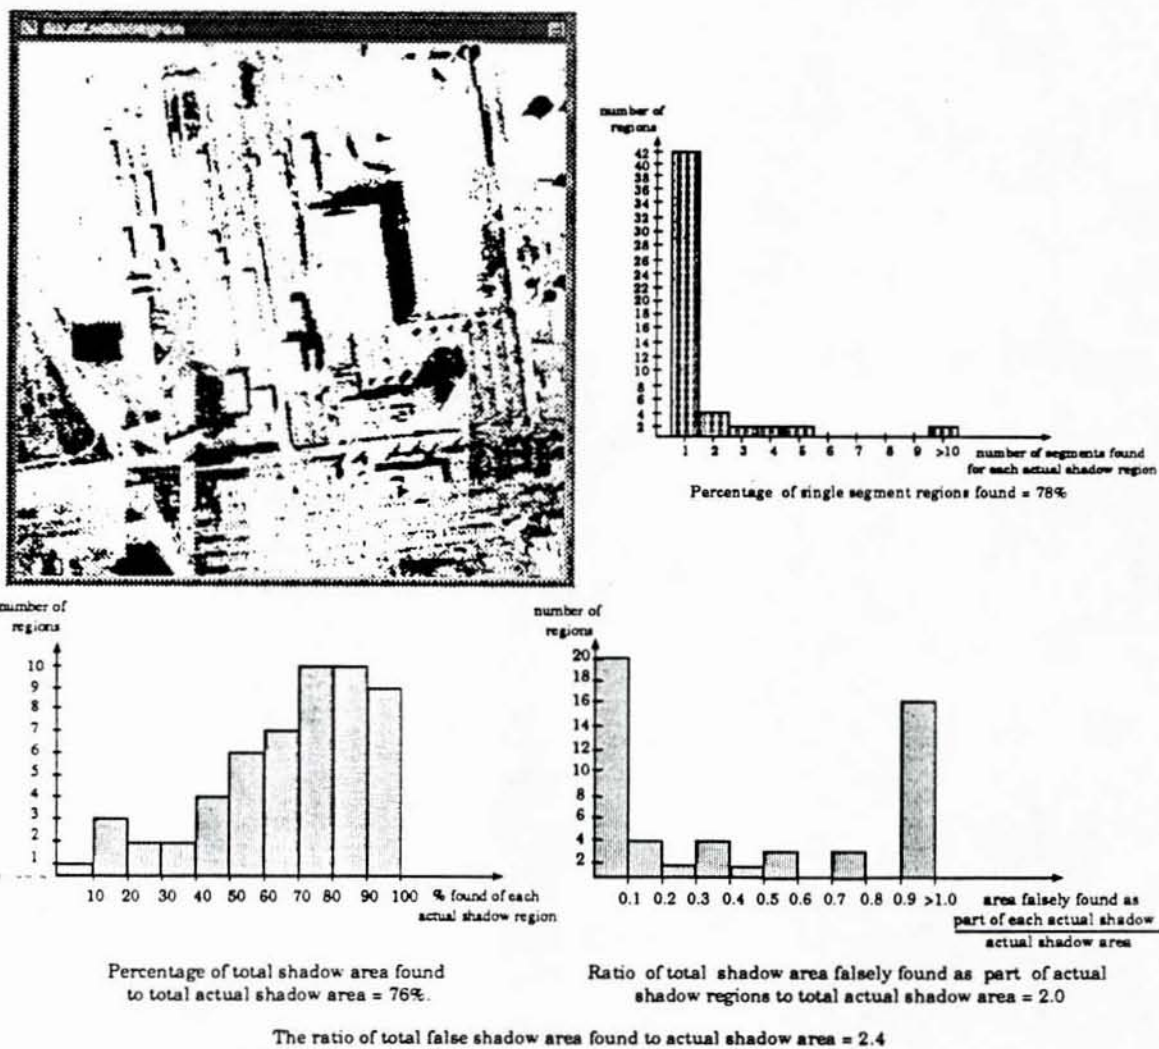 number of
regions
42
40
38
36
34
32
30
28
26
24
22
20
18
16
14
12
10
8
6
4
2
1 2 3 4 5 6 7 8 9 >10 number of segments found
for each actual shadow region
Percentage of single segment regions found = 78%
number of
regions
10
9
8
7
6
5
4
3
2
1
10 20 30 40 50 60 70 80 90 100 % found of each
actual shadow region
Percentage of total shadow area found
to total actual shadow area = 76%.
number of
regions
20
18
16
14
12
10
8
6
4
2
0.1 0.2 0.3 0.4 0.5 0.6 0.7 0.8 0.9 >1.0 area falsely found as
part of each actual shadow
actual shadow area
Ratio of total shadow area falsely found as part of actual
shadow regions to total actual shadow area = 2.0
The ratio of total false shadow area found to actual shadow area = 2.4